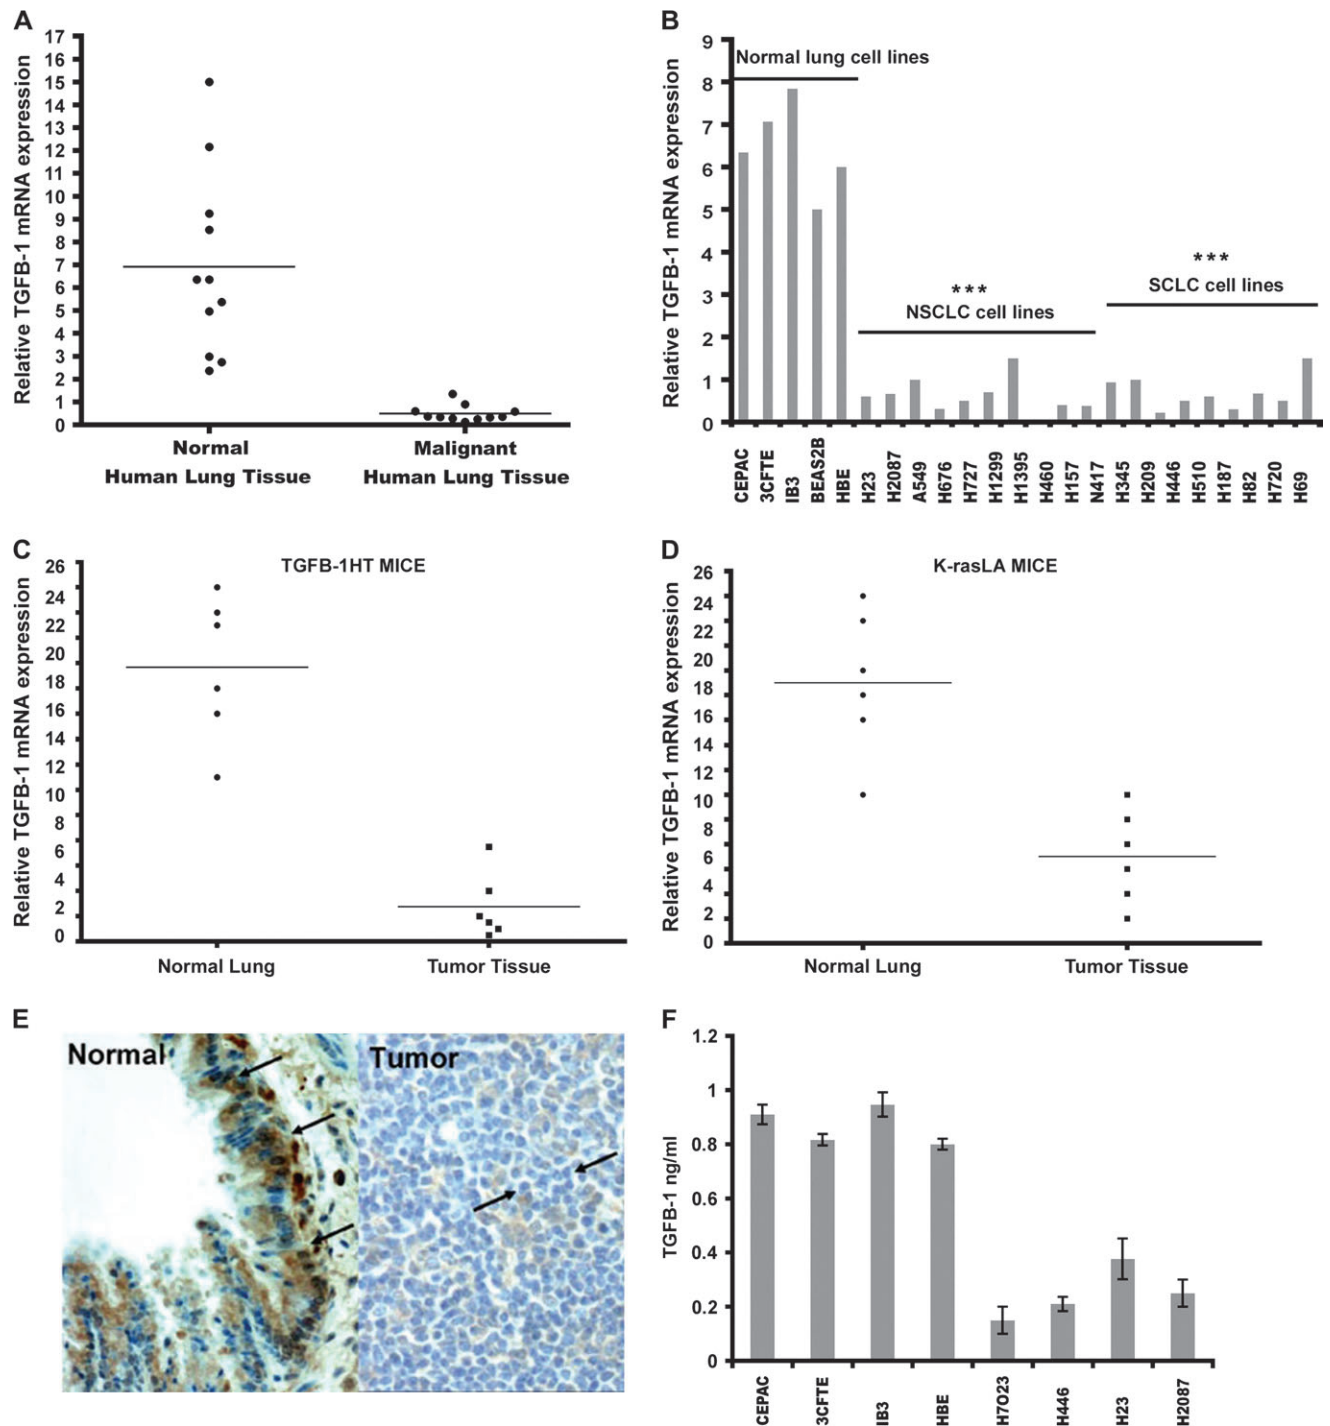 A
Relative TGFB-1 mRNA expression
17
16
15
14
13
12
11
10
9
8
7
6
5
4
3
2
1
0
Normal
Human Lung Tissue
Malignant
Human Lung Tissue
B
Relative TGFB-1 mRNA expression
9
8
7
6
5
4
3
2
1
0
Normal lung cell lines
***
NSCLC cell lines
***
SCLC cell lines
CEPAC
3CFTE
IB3
BEAS2B
HBE
H23
H2087
A549
H676
H727
H1299
H1395
H460
H157
N417
H345
H209
H446
H510
H187
H82
H720
H69
C
TGFB-1HT MICE
Relative TGFB-1 mRNA expression
26
24
22
20
18
16
14
12
10
8
6
4
2
0
Normal Lung
Tumor Tissue
D
K-rasLA MICE
Relative TGFB-1 mRNA expression
26
24
22
20
18
16
14
12
10
8
6
4
2
0
Normal Lung
Tumor Tissue
E
Normal
Tumor
F
TGFB-1 ng/ml
1.2
1
0.8
0.6
0.4
0.2
0
CEPAC
3CFTE
IB3
HBE
H7023
H446
H23
H2087